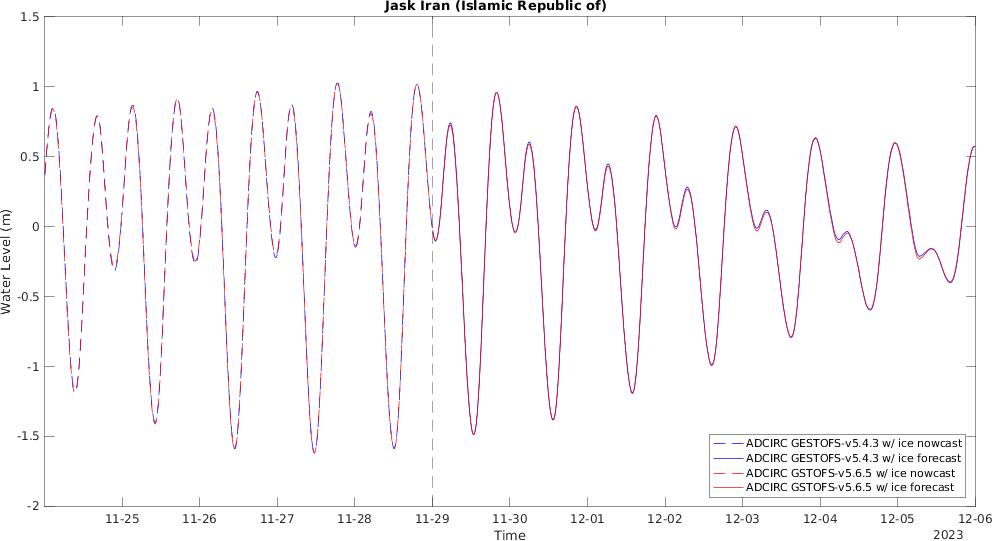 Jask Iran (Islamic Republic of)
1.5
1
0.5
0
-0.5
-1
-1.5
-2
Water Level (m)
11-25 11-26 11-27 11-28 11-29 11-30 12-01 12-02 12-03 12-04 12-05 12-06
Time
2023
ADCIRC GESTOFS-v5.4.3 w/ ice nowcast
ADCIRC GESTOFS-v5.4.3 w/ ice forecast
ADCIRC GSTOFS-v5.6.5 w/ ice nowcast
ADCIRC GSTOFS-v5.6.5 w/ ice forecast